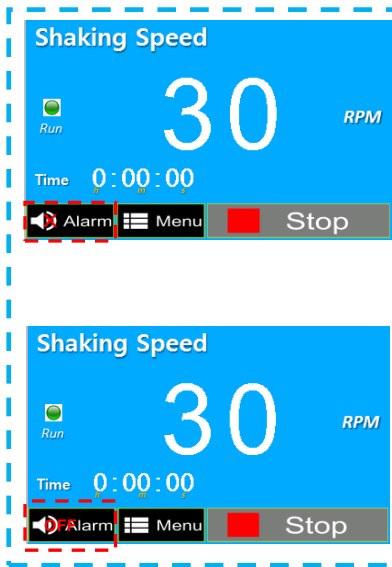 Shaking Speed
30
RPM
Run
Time 0:00:00
h m s
Alarm Menu Stop
Shaking Speed
30
RPM
Run
Time 0:00:00
h m s
OFF Alarm Menu Stop